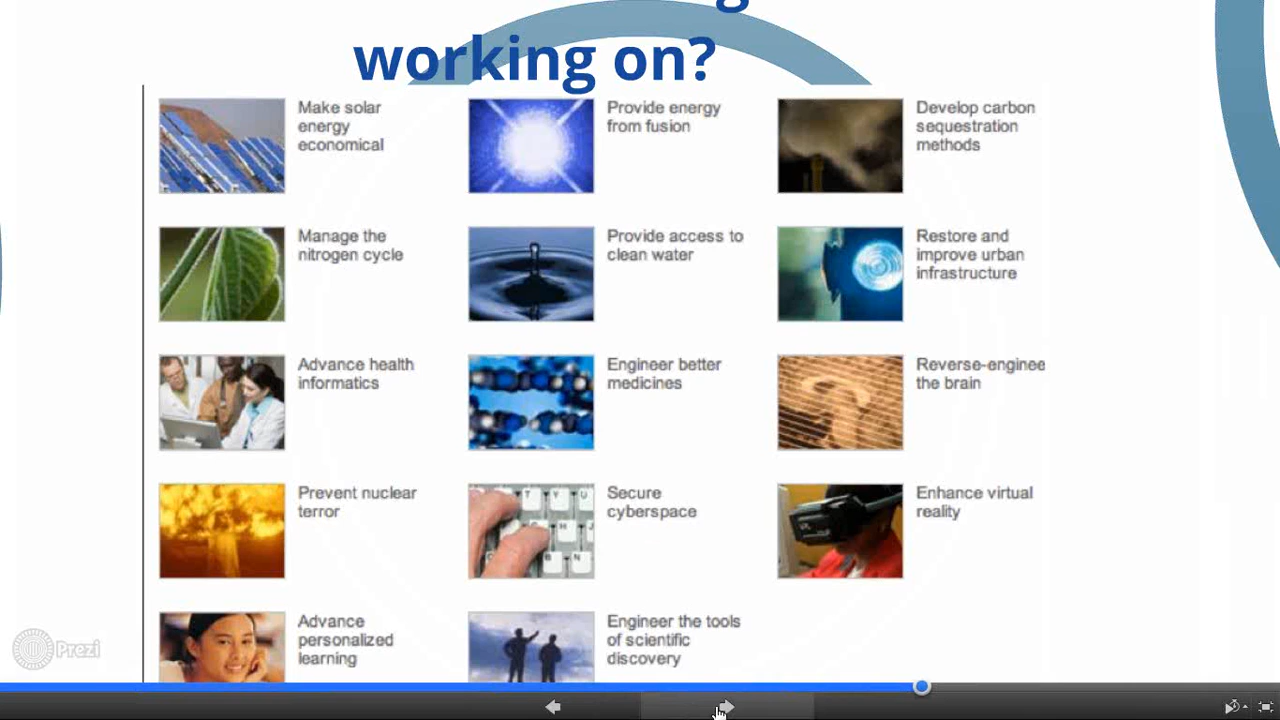 working on?
Make solar
energy
economical
Provide energy
from fusion
Develop carbon
sequestration
methods
Manage the
nitrogen cycle
Provide access to
clean water
Restore and
improve urban
infrastructure
Advance health
informatics
Engineer better
medicines
Reverse-enginee
the brain
Prevent nuclear
terror
Secure
cyberspace
Enhance virtual
reality
Advance
personalized
learning
Engineer the tools
of scientific
discovery
Prezi